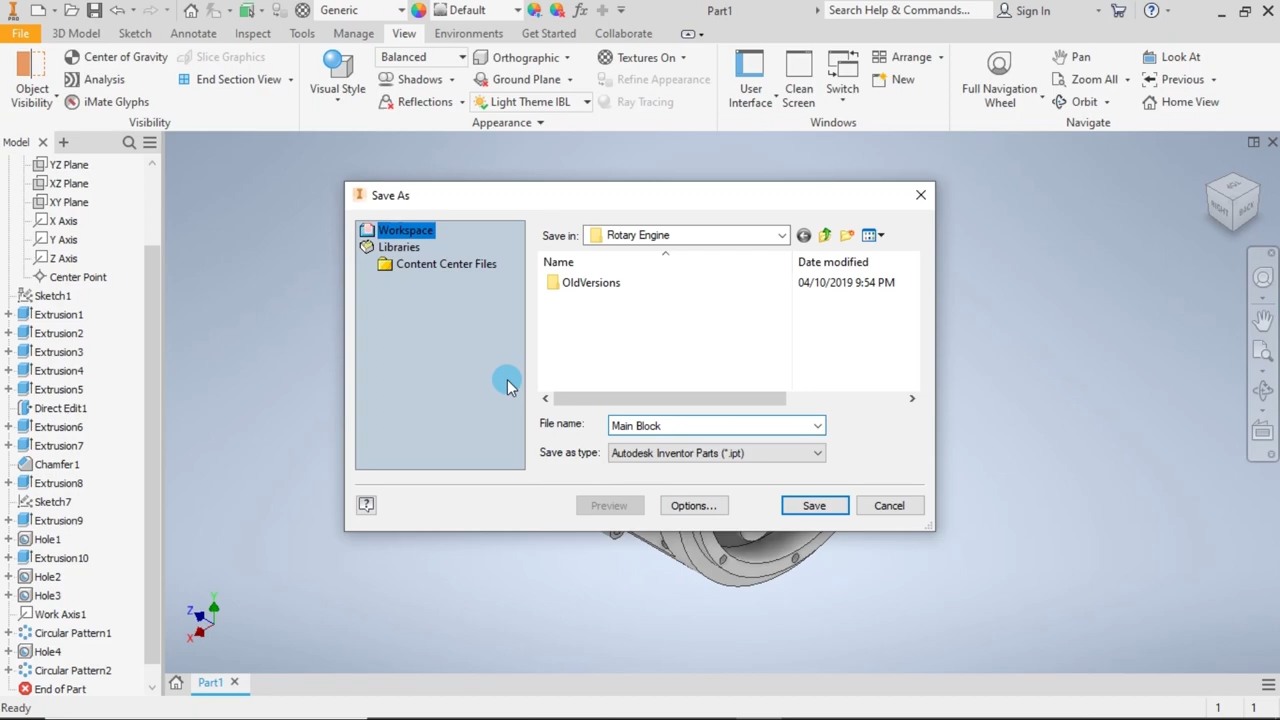 Generic
Default
Part1
Search Help & Commands...
Sign In
File
3D Model
Sketch
Annotate
Inspect
Tools
Manage
View
Environments
Get Started
Collaborate
Object
Visibility
Center of Gravity
Analysis
iMate Glyphs
Slice Graphics
End Section View
Visibility
Visual Style
Balanced
Shadows
Reflections
Orthographic
Ground Plane
Light Theme IBL
Textures On
Refine Appearance
Ray Tracing
Appearance
User
Interface
Clean
Screen
Switch
Arrange
New
Windows
Full Navigation
Wheel
Pan
Zoom All
Orbit
Look At
Previous
Home View
Navigate
Model
YZ Plane
XZ Plane
XY Plane
X Axis
Y Axis
Z Axis
Center Point
Sketch1
Extrusion1
Extrusion2
Extrusion3
Extrusion4
Extrusion5
Direct Edit1
Extrusion6
Extrusion7
Chamfer1
Extrusion8
Sketch7
Extrusion9
Hole1
Extrusion10
Hole2
Hole3
Work Axis1
Circular Pattern1
Hole4
Circular Pattern2
End of Part
Save As
Workspace
Libraries
Content Center Files
Save in:
Rotary Engine
Name
Date modified
OldVersions
04/10/2019 9:54 PM
File name:
Main Block
Save as type:
Autodesk Inventor Parts (*.ipt)
Preview
Options...
Save
Cancel
RIGHT
BACK
Y
Z
X
Part1
Ready
1
1